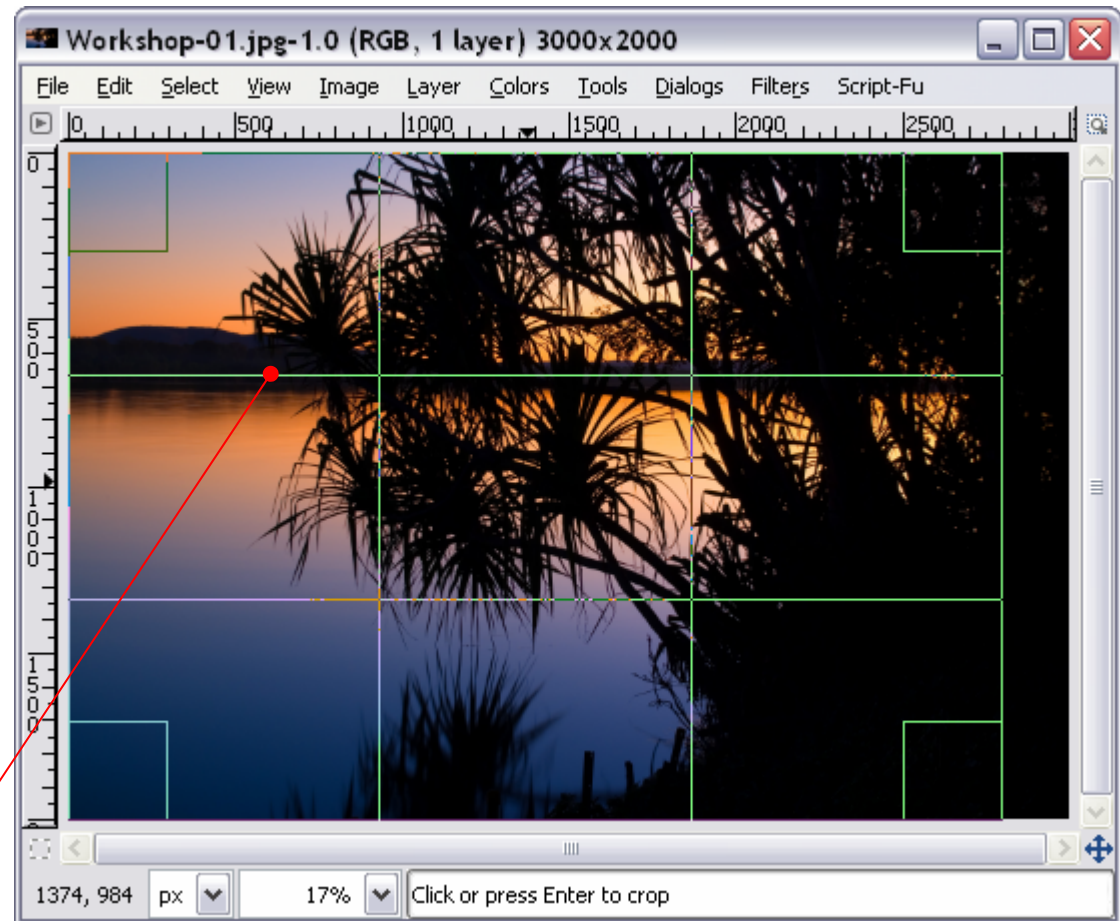 Workshop-01.jpg-1.0 (RGB, 1 layer) 3000x2000
File Edit Select View Image Layer Colors Tools Dialogs Filters Script-Fu
0 500 1000 1500 2000 2500
0
500
1000
1500
1374, 984 px 17% Click or press Enter to crop